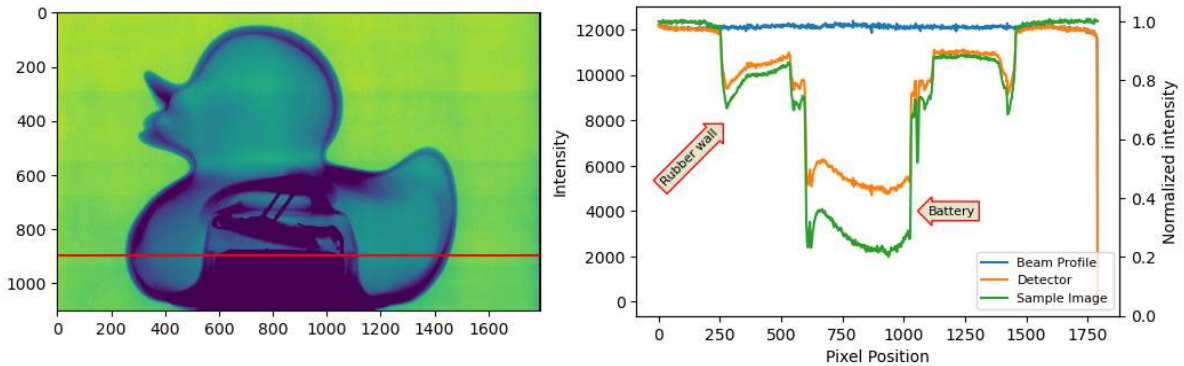 0
200
400
600
800
1000
0 200 400 600 800 1000 1200 1400 1600
Intensity
12000
10000
8000
6000
4000
2000
0
Rubber wall
Battery
Beam Profile
Detector
Sample Image
0 250 500 750 1000 1250 1500 1750
Pixel Position
1.0
0.8
0.6
0.4
0.2
0.0
Normalized intensity